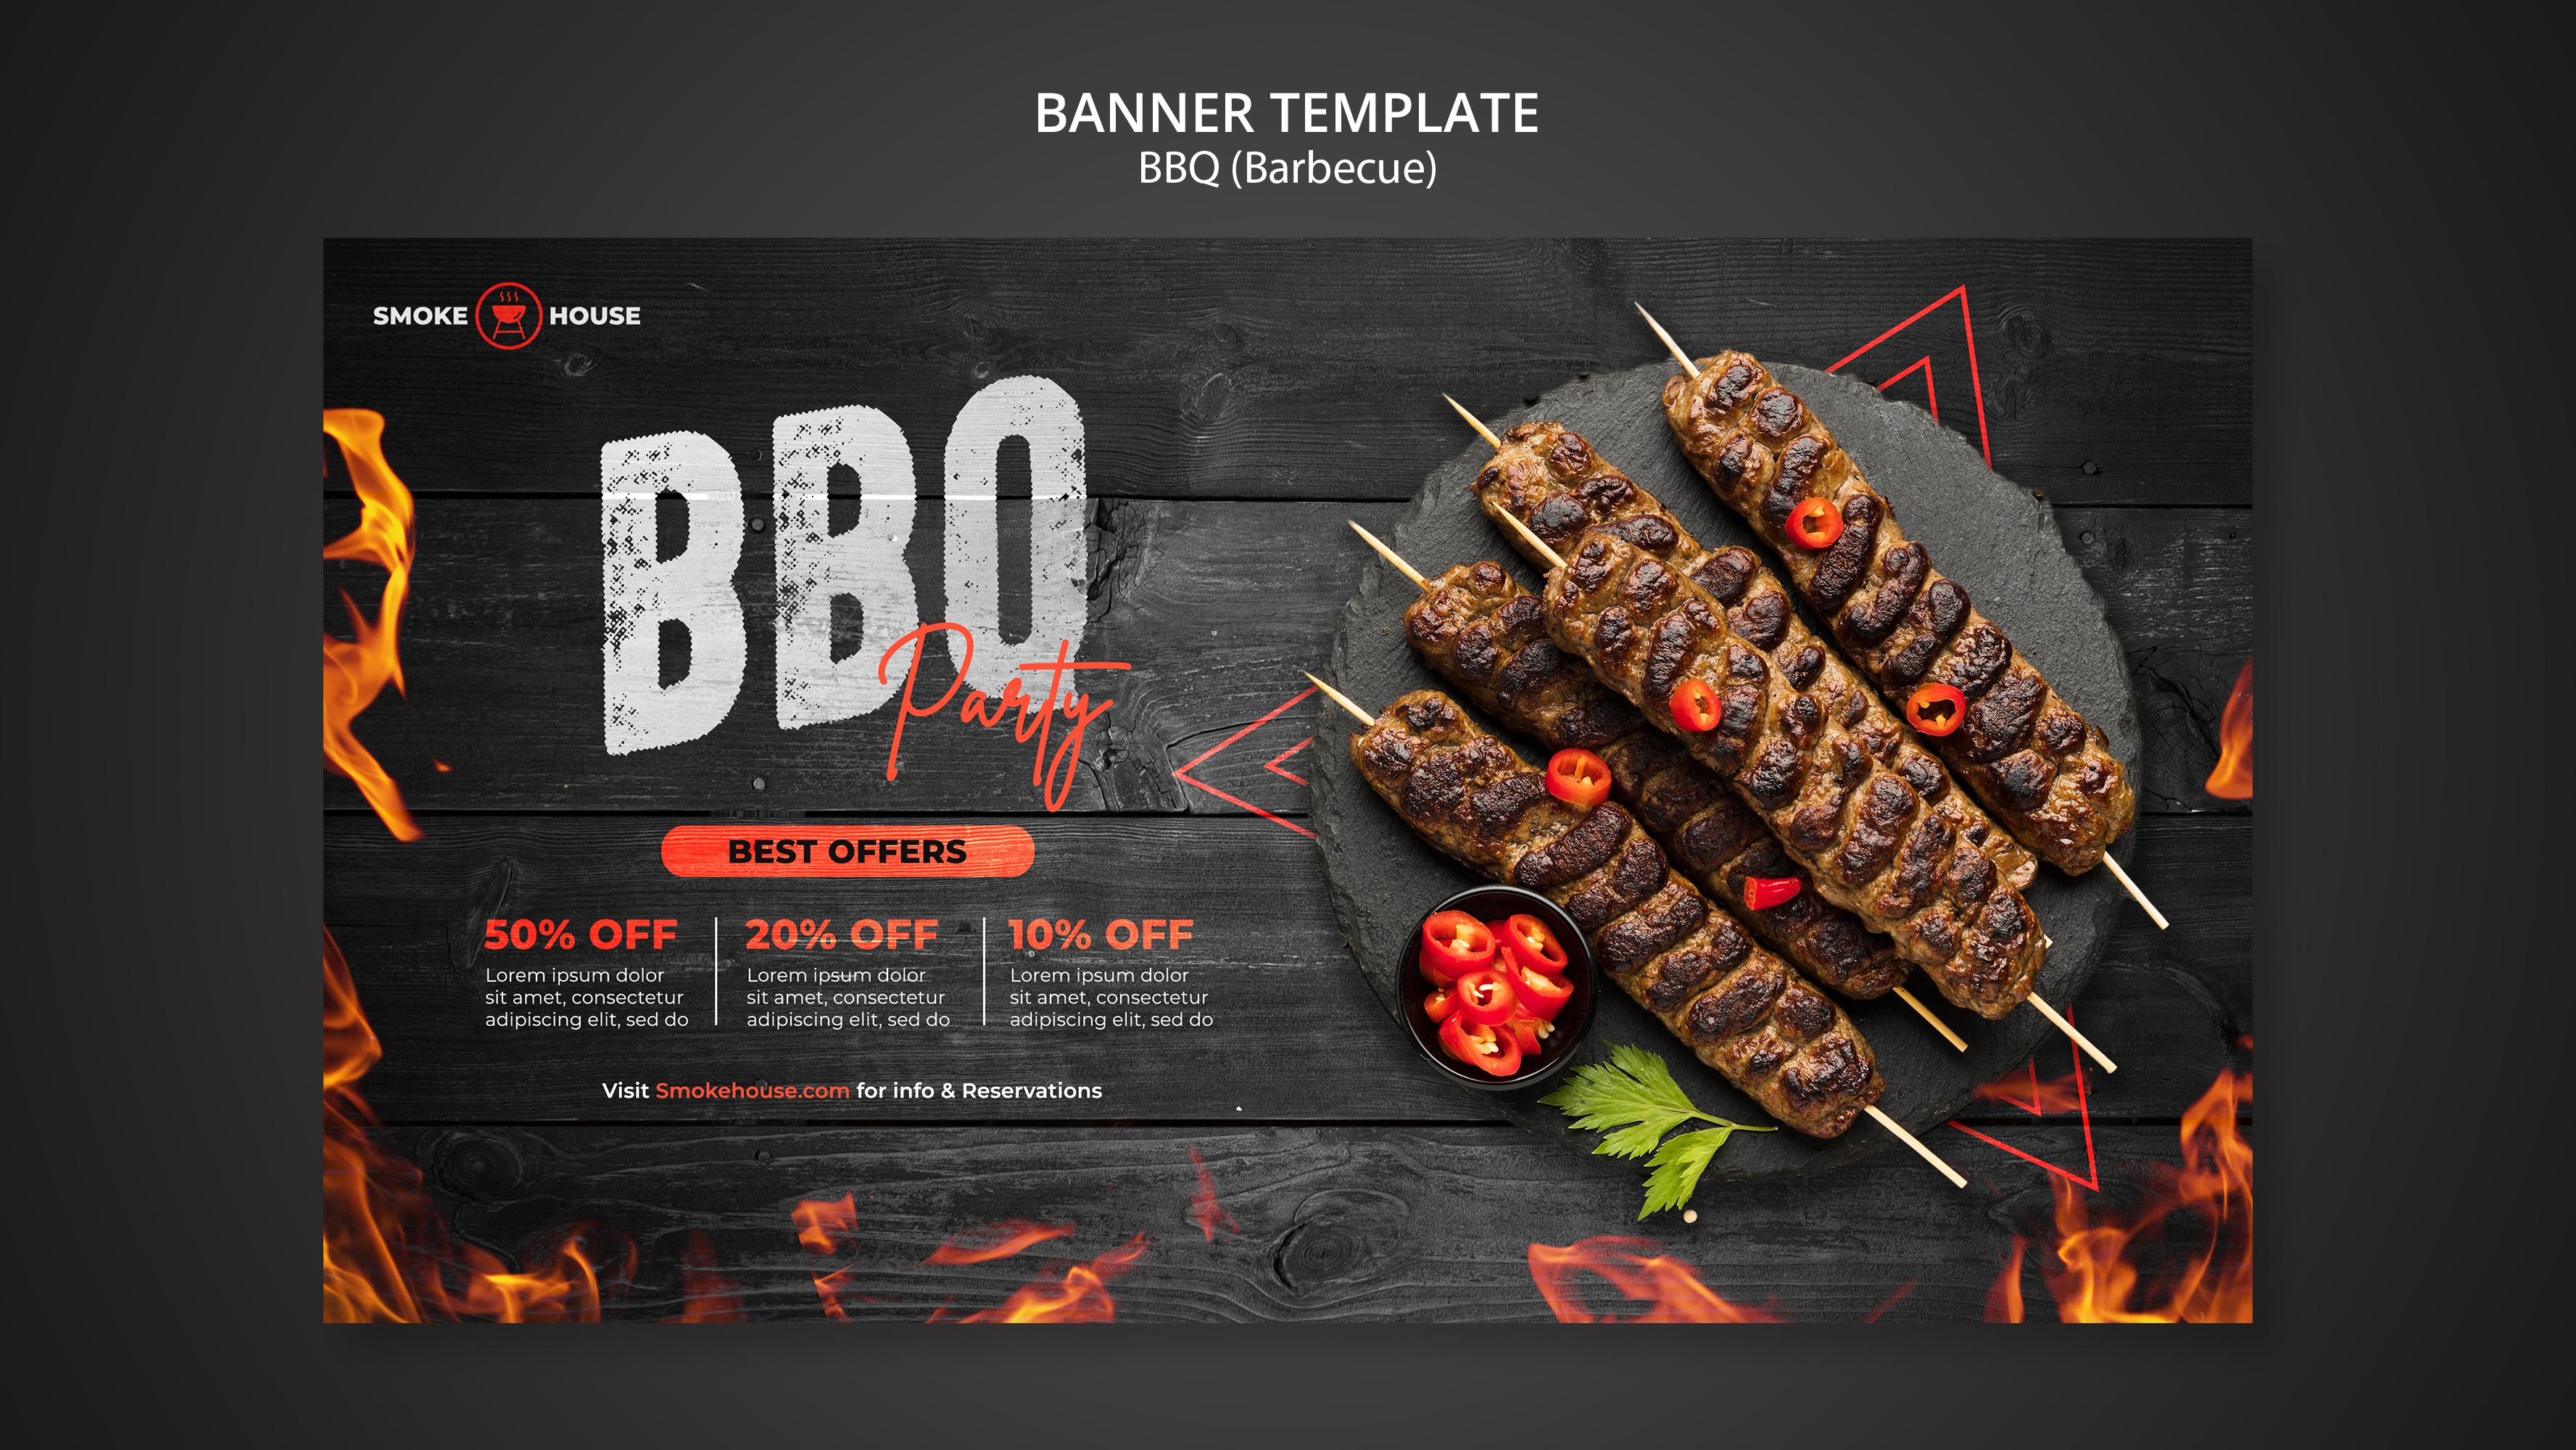 BANNER TEMPLATE
BBQ (Barbecue)
SMOKE HOUSE
BBQ
Party
BEST OFFERS
50% OFF
Lorem ipsum dolor
sit amet, consectetur
adipiscing elit, sed do
20% OFF
Lorem ipsum dolor
sit amet, consectetur
adipiscing elit, sed do
10% OFF
Lorem ipsum dolor
sit amet, consectetur
adipiscing elit, sed do
Visit Smokehouse.com for info & Reservations